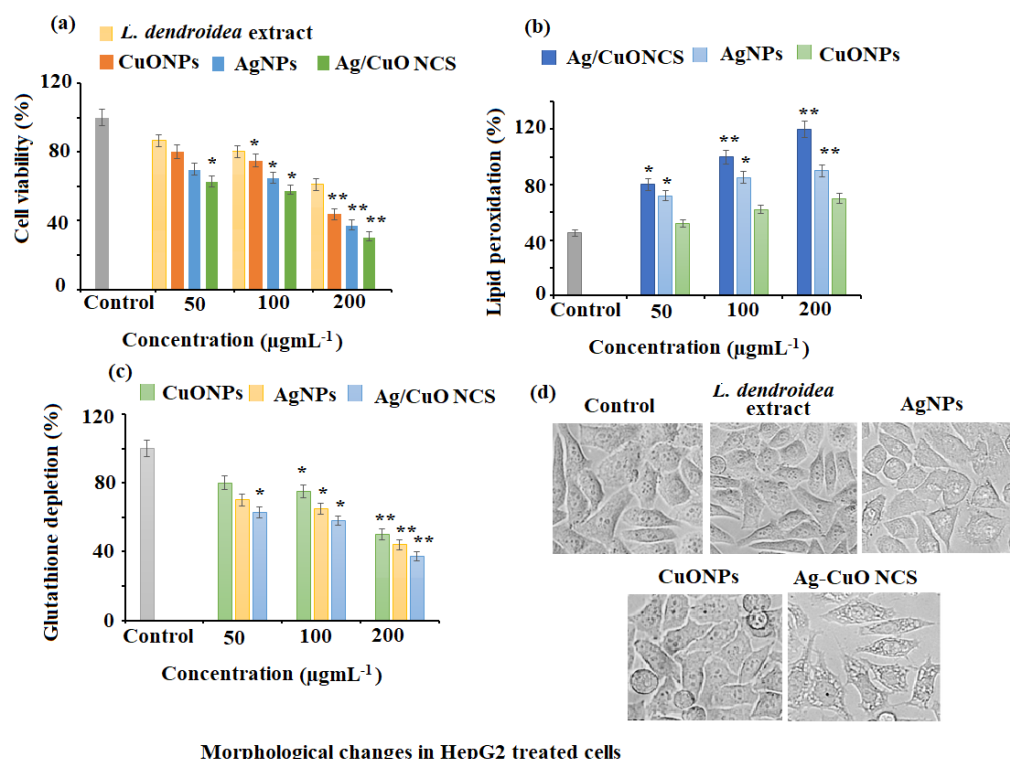 (a)
L. dendroidea extract
CuONPs AgNPs Ag/CuO NCS
120
80
40
0
Cell viability (%)
* * * * ** ** **
Control 50 100 200
Concentration (µgmL-1)
(b)
Ag/CuONCS AgNPs CuONPs
120
80
40
0
Lipid peroxidation (%)
* * ** * ** **
Control 50 100 200
Concentration (µgmL-1)
(c)
CuONPs AgNPs Ag/CuO NCS
120
80
40
0
Glutathione depletion (%)
* * * * ** ** **
Control 50 100 200
Concentration (µgmL-1)
(d)
Control
L. dendroidea
extract
AgNPs
CuONPs
Ag-CuO NCS
Morphological changes in HepG2 treated cells